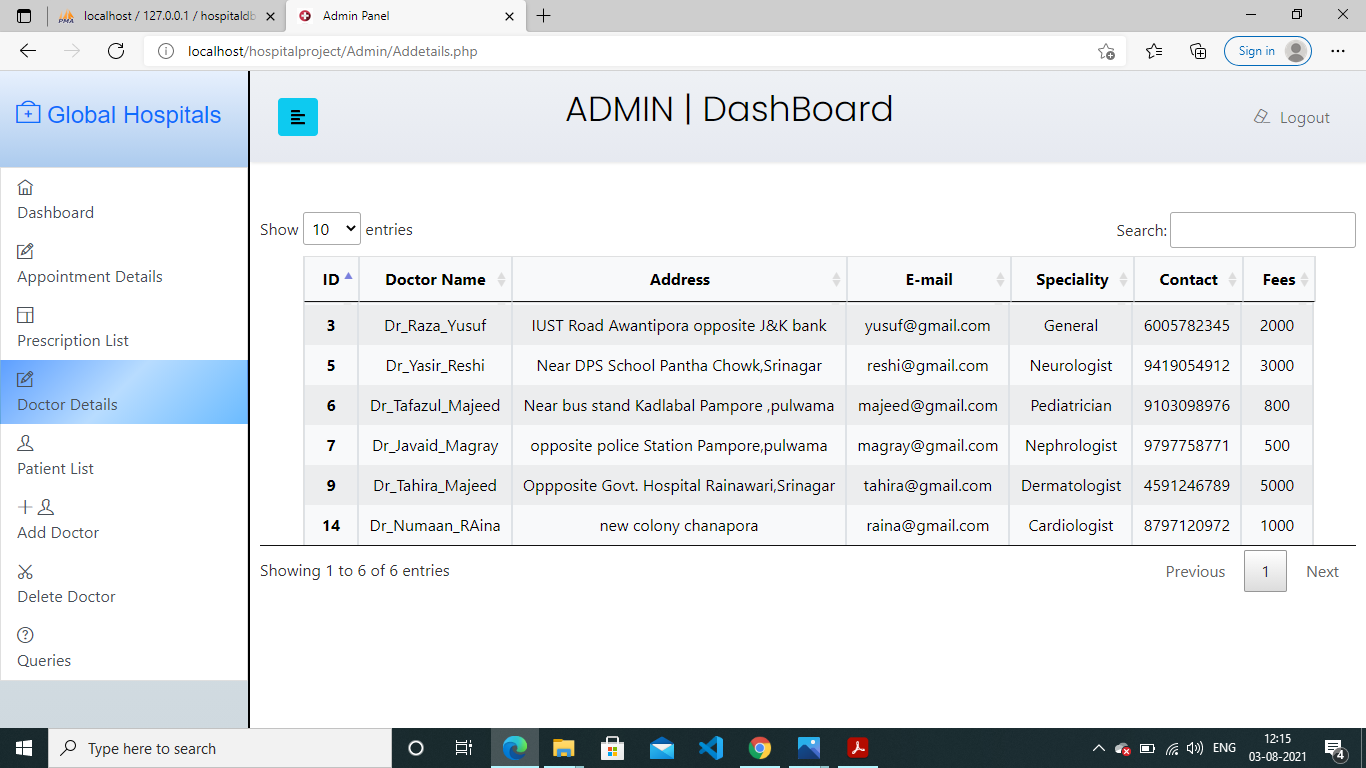 localhost / 127.0.0.1 / hospitaldb
Admin Panel
localhost/hospitalproject/Admin/Addetails.php
Sign in
Global Hospitals
ADMIN | DashBoard
Logout
Dashboard
Appointment Details
Prescription List
Doctor Details
Patient List
Add Doctor
Delete Doctor
Queries
Show 10 entries
Search:
ID Doctor Name Address E-mail Speciality Contact Fees
3 Dr_Raza_Yusuf IUST Road Awantipora opposite J&K bank yusuf@gmail.com General 6005782345 2000
5 Dr_Yasir_Reshi Near DPS School Pantha Chowk,Srinagar reshi@gmail.com Neurologist 9419054912 3000
6 Dr_Tafazul_Majeed Near bus stand Kadlabal Pampore ,pulwama majeed@gmail.com Pediatrician 9103098976 800
7 Dr_Javaid_Magray opposite police Station Pampore,pulwama magray@gmail.com Nephrologist 9797758771 500
9 Dr_Tahira_Majeed Oppposite Govt. Hospital Rainawari,Srinagar tahira@gmail.com Dermatologist 4591246789 5000
14 Dr_Numaan_RAina new colony chanapora raina@gmail.com Cardiologist 8797120972 1000
Showing 1 to 6 of 6 entries
Previous 1 Next
Type here to search
ENG
12:15
03-08-2021
4